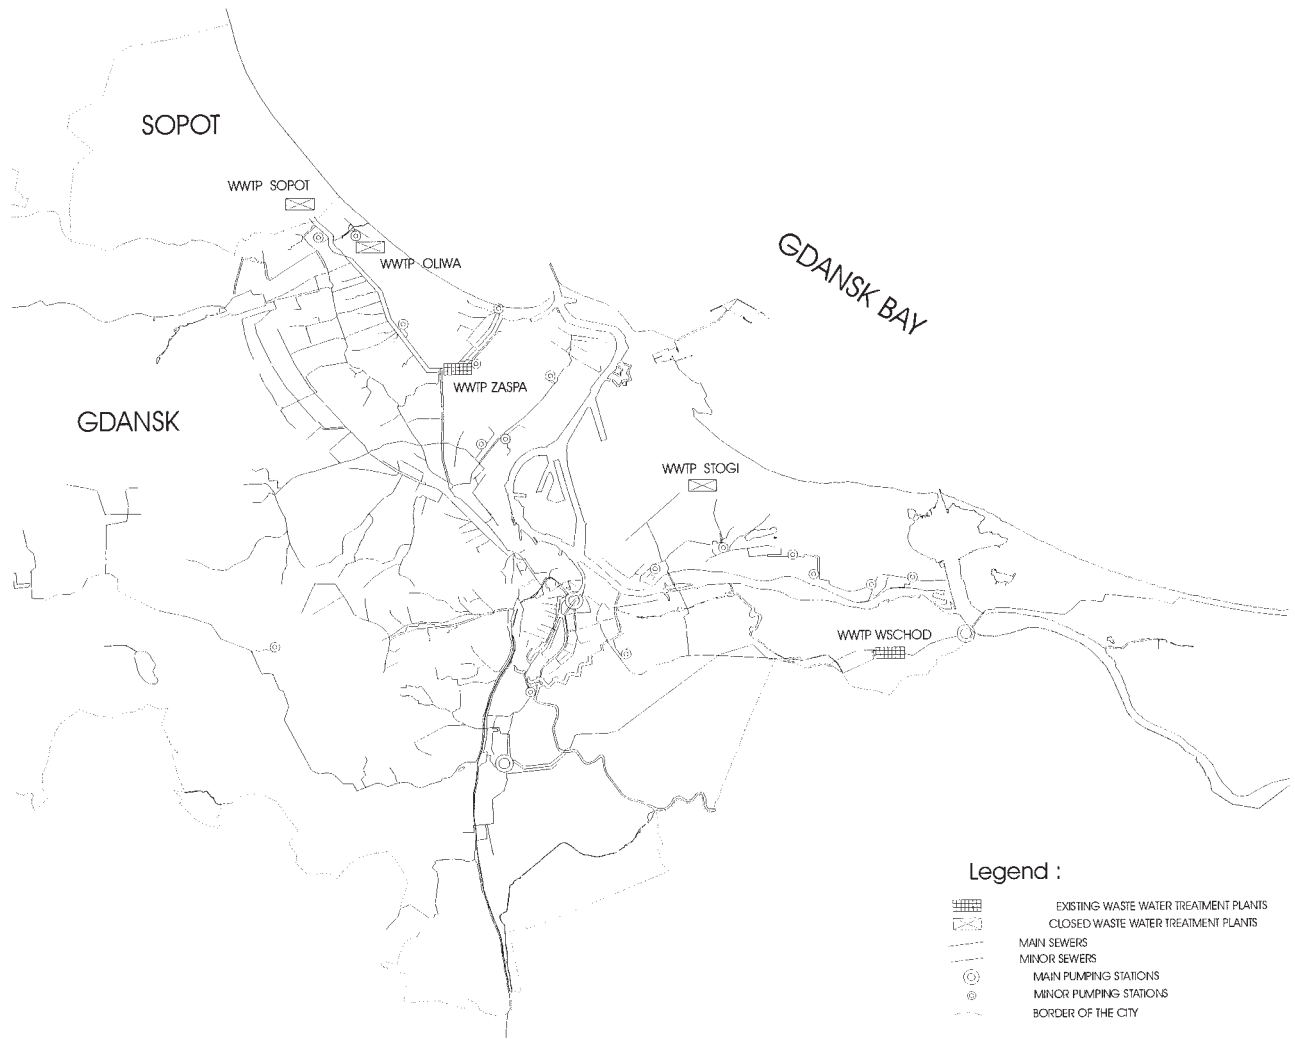 SOPOT
WWTP SOPOT
WWTP OLIWA
GDANSK BAY
WWTP ZASPA
GDANSK
WWTP STOGI
WWTP WSCHOD
Legend :
EXISTING WASTE WATER TREATMENT PLANTS
CLOSED WASTE WATER TREATMENT PLANTS
MAIN SEWERS
MINOR SEWERS
MAIN PUMPING STATIONS
MINOR PUMPING STATIONS
BORDER OF THE CITY